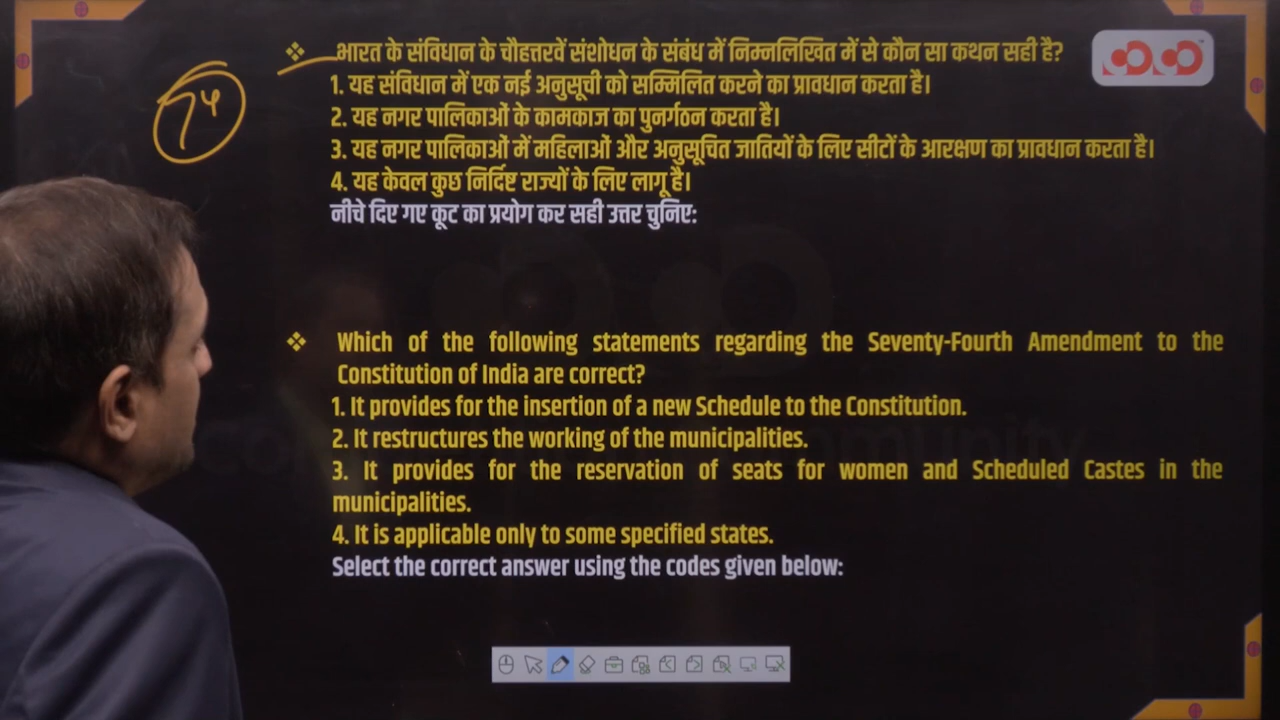 ❖ भारत के संविधान के चौहत्तरवें संशोधन के संबंध में निम्नलिखित में से कौन सा कथन सही है?
74
1. यह संविधान में एक नई अनुसूची को सम्मिलित करने का प्रावधान करता है।
2. यह नगर पालिकाओं के कामकाज का पुनर्गठन करता है।
3. यह नगर पालिकाओं में महिलाओं और अनुसूचित जातियों के लिए सीटों के आरक्षण का प्रावधान करता है।
4. यह केवल कुछ निर्दिष्ट राज्यों के लिए लागू है।
नीचे दिए गए कूट का प्रयोग कर सही उत्तर चुनिए:
❖ Which of the following statements regarding the Seventy-Fourth Amendment to the
Constitution of India are correct?
1. It provides for the insertion of a new Schedule to the Constitution.
2. It restructures the working of the municipalities.
3. It provides for the reservation of seats for women and Scheduled Castes in the
municipalities.
4. It is applicable only to some specified states.
Select the correct answer using the codes given below: